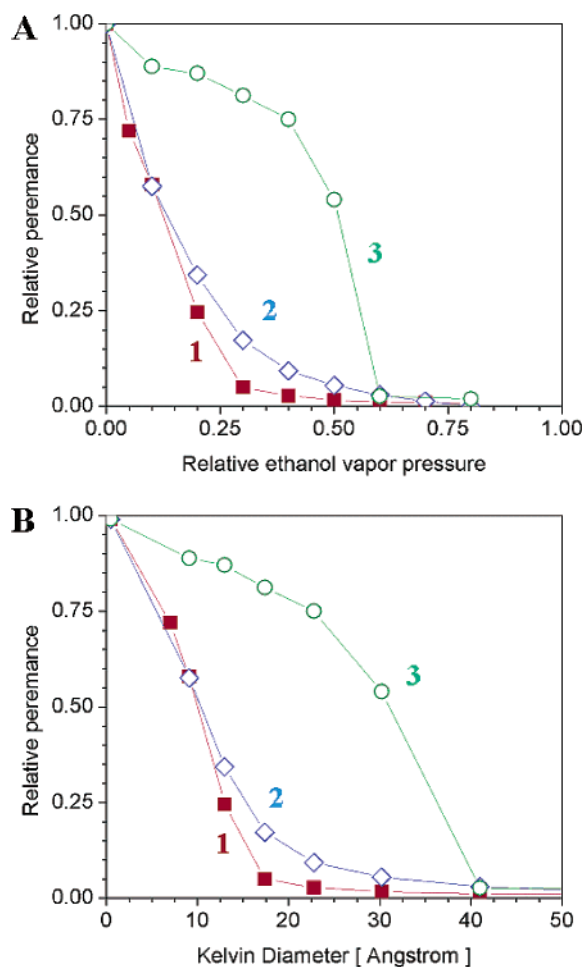 A
1.00
0.75
0.50
0.25
0.00
Relative peremance
3
2
1
0.00 0.25 0.50 0.75 1.00
Relative ethanol vapor pressure
B
1.00
0.75
0.50
0.25
0.00
Relative peremance
3
2
1
0 10 20 30 40 50
Kelvin Diameter [ Angstrom ]